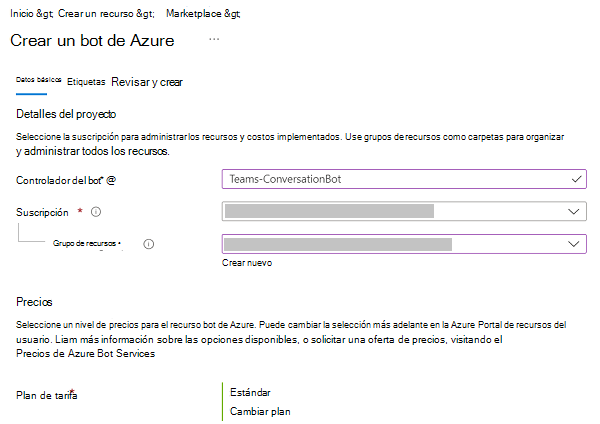 Inicio &gt; Crear un recurso &gt; Marketplace &gt;
Crear un bot de Azure ...
Datos básicos Etiquetas Revisar y crear
Detalles del proyecto
Seleccione la suscripción para administrarlos recursos y costos implementados. Use grupos de recursos como carpetas para organizar
y administrar todos los recursos.
Controlador del bot* @ Teams-ConversationBot
Suscripción *
Grupo de recursos •
Crear nuevo
Precios
Seleccione un nivel de precios para el recurso bot de Azure. Puede cambiar la selección más adelante en la Azure Portal de recursos del
usuario. Liam más información sobre las opciones disponibles, o solicitar una oferta de precios, visitando el
Precios de Azure Bot Services
Plan de tarifa * Estándar
Cambiar plan